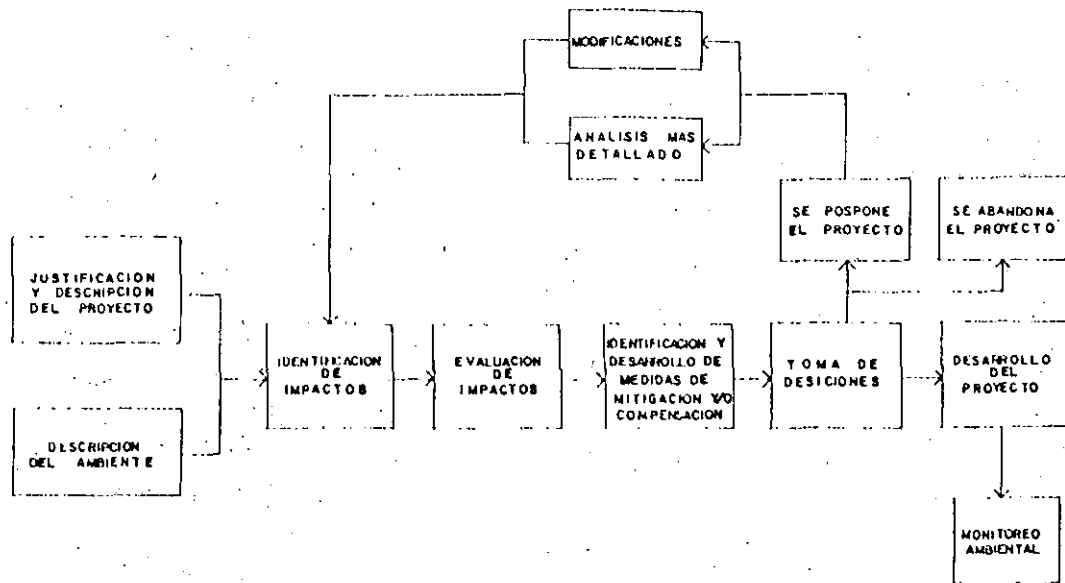 MODIFICACIONES
ANALISIS MAS
DETALLADO
SE POSPONE
EL PROYECTO
SE ABANDONA
EL PROYECTO
JUSTIFICACION
Y DESCRIPCION
DEL PROYECTO
IDENTIFICACION
DE
IMPACTOS
EVALUACION
DE
IMPACTOS
IDENTIFICACION Y
DESARROLLO DE
MEDIDAS DE
MITIGACION Y/O
COMPENSACION
TOMA DE
DESICIONES
DESARROLLO
DEL
PROYECTO
DESCRIPCION
DEL AMBIENTE
MONITOREO
AMBIENTAL